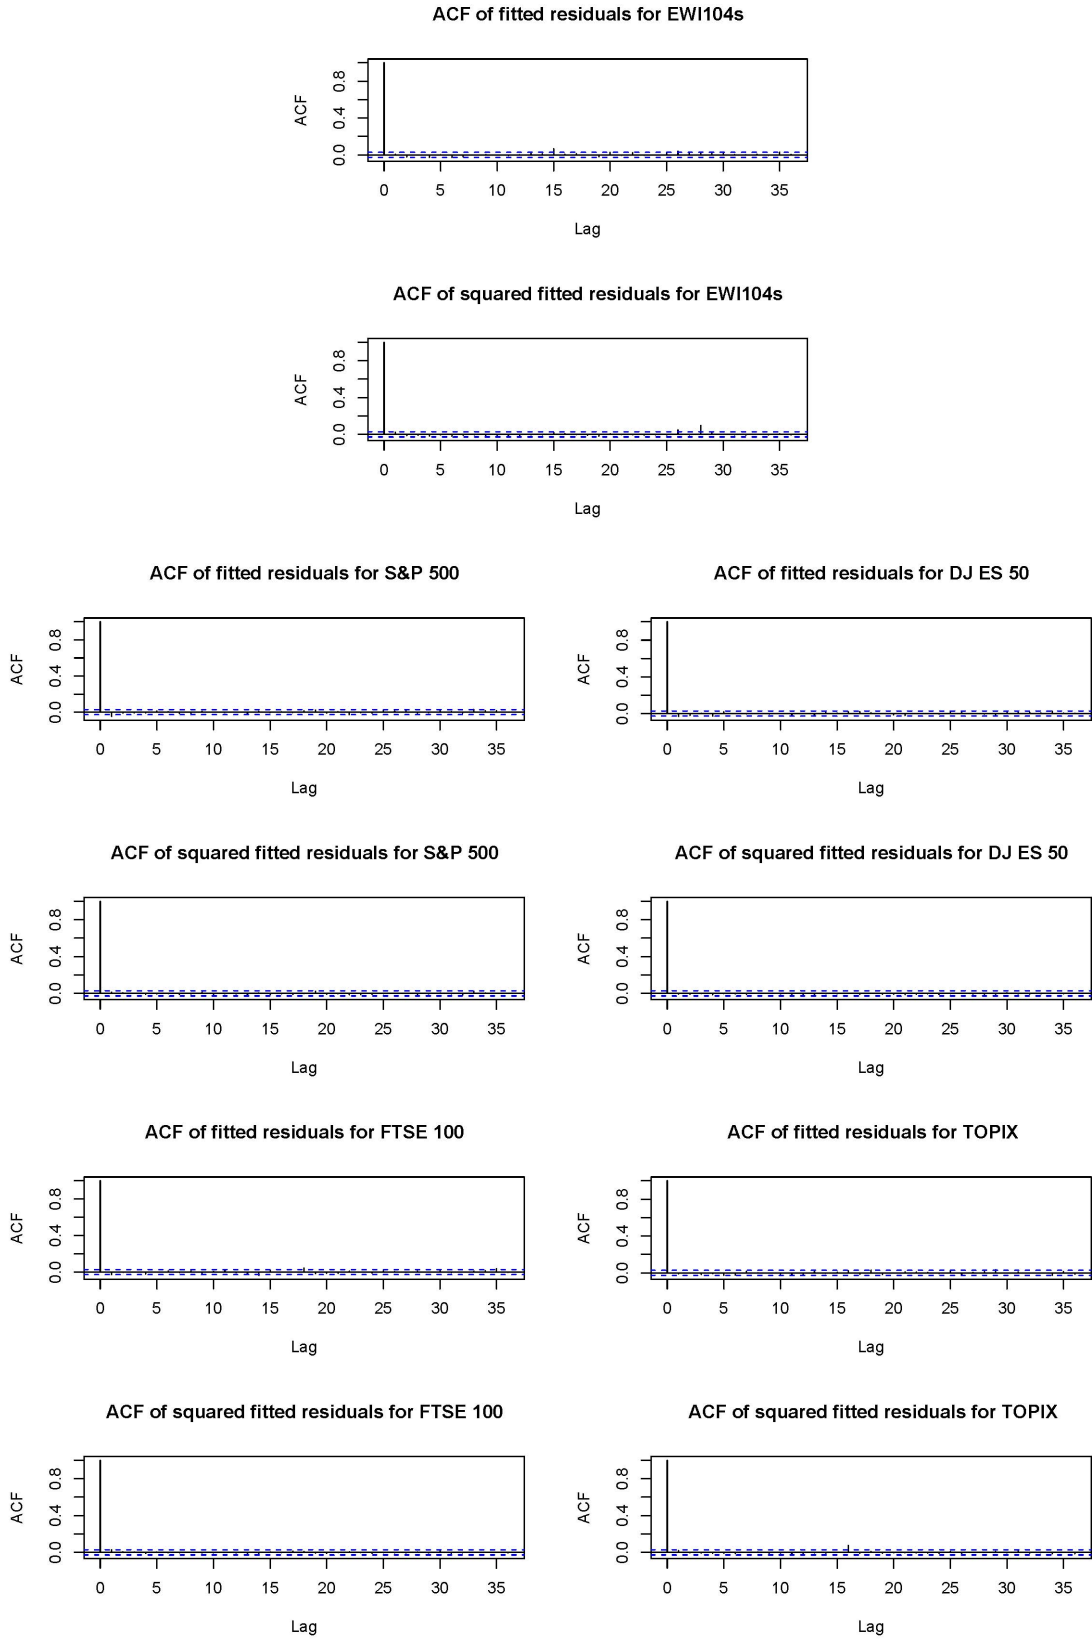 ACF of fitted residuals for EWI104s
ACF
0.0 0.4 0.8
0 5 10 15 20 25 30 35
Lag
ACF of squared fitted residuals for EWI104s
ACF
0.0 0.4 0.8
0 5 10 15 20 25 30 35
Lag
ACF of fitted residuals for S&P 500
ACF
0.0 0.4 0.8
0 5 10 15 20 25 30 35
Lag
ACF of fitted residuals for DJ ES 50
ACF
0.0 0.4 0.8
0 5 10 15 20 25 30 35
Lag
ACF of squared fitted residuals for S&P 500
ACF
0.0 0.4 0.8
0 5 10 15 20 25 30 35
Lag
ACF of squared fitted residuals for DJ ES 50
ACF
0.0 0.4 0.8
0 5 10 15 20 25 30 35
Lag
ACF of fitted residuals for FTSE 100
ACF
0.0 0.4 0.8
0 5 10 15 20 25 30 35
Lag
ACF of fitted residuals for TOPIX
ACF
0.0 0.4 0.8
0 5 10 15 20 25 30 35
Lag
ACF of squared fitted residuals for FTSE 100
ACF
0.0 0.4 0.8
0 5 10 15 20 25 30 35
Lag
ACF of squared fitted residuals for TOPIX
ACF
0.0 0.4 0.8
0 5 10 15 20 25 30 35
Lag